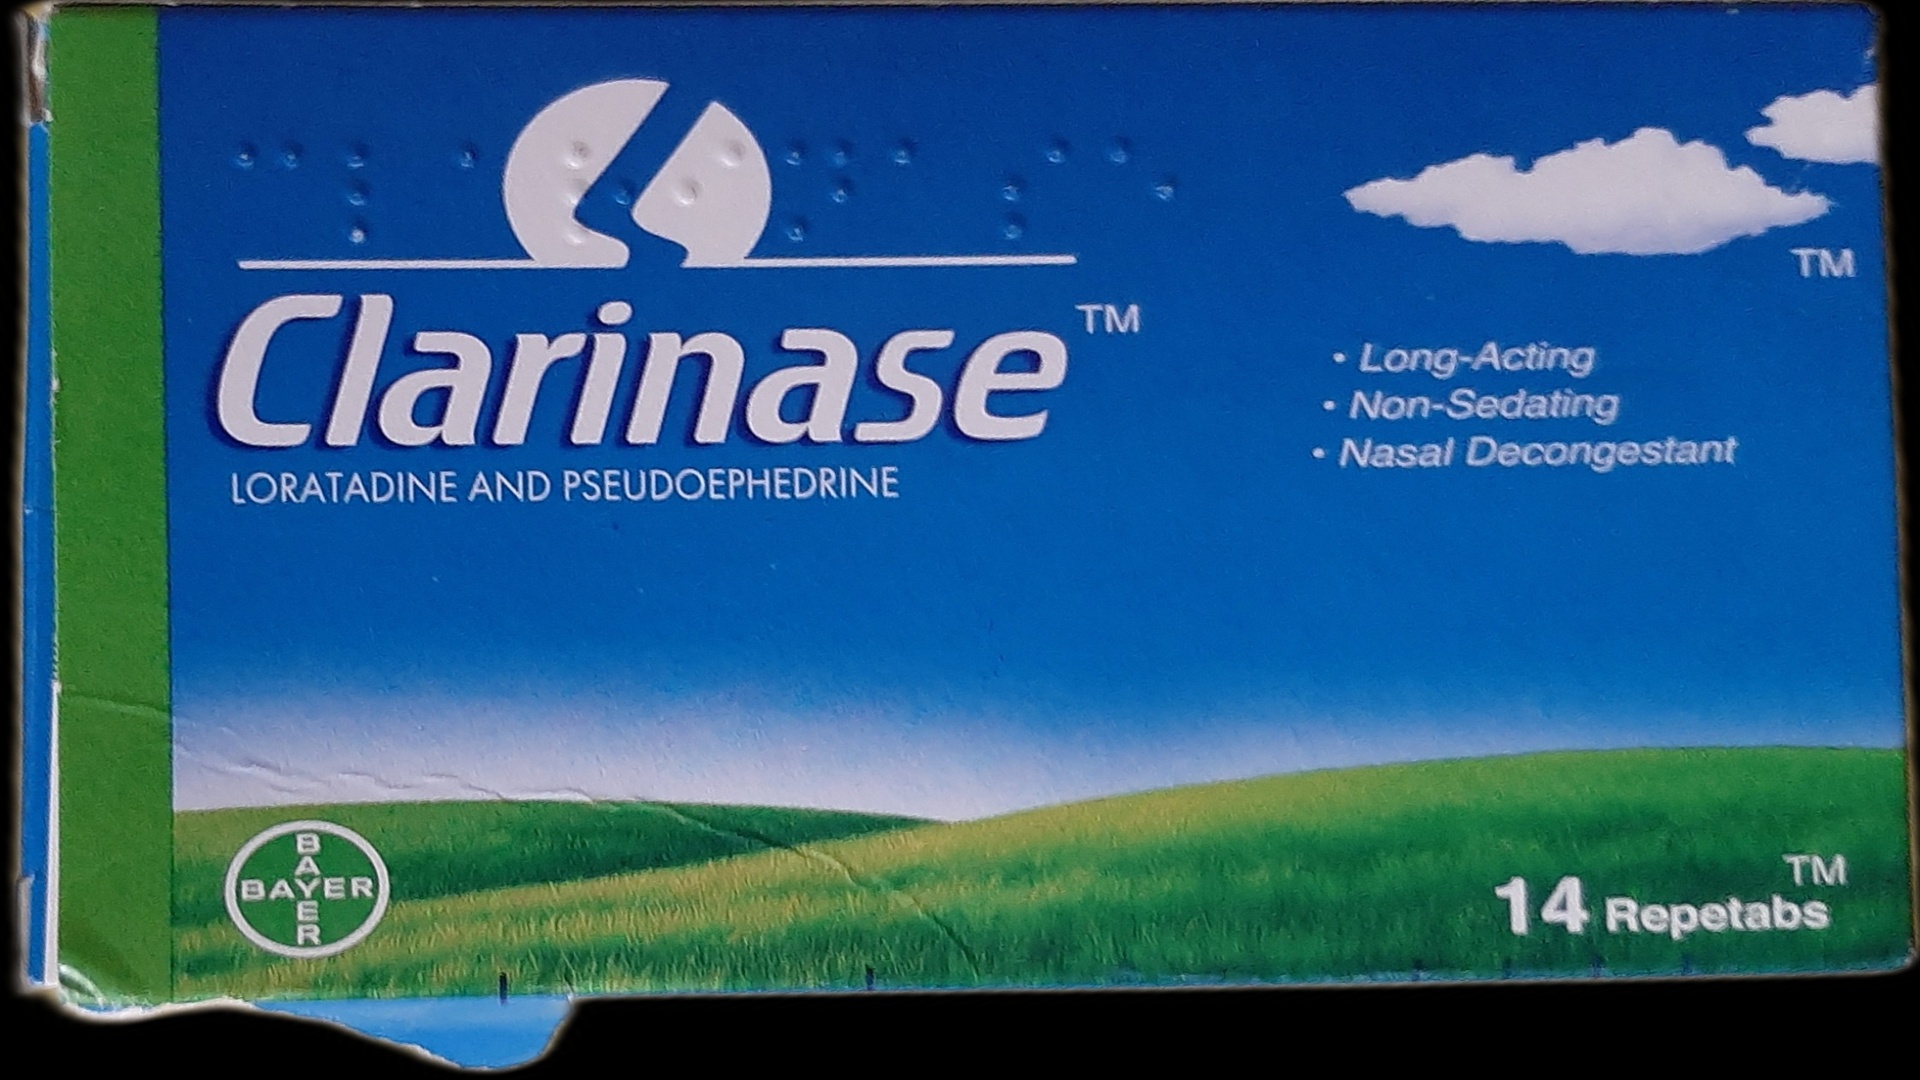 Clarinase™
LORATADINE AND PSEUDOEPHEDRINE
TM
• Long-Acting
• Non-Sedating
• Nasal Decongestant
BAYER
BAYER
14 Repetabs™